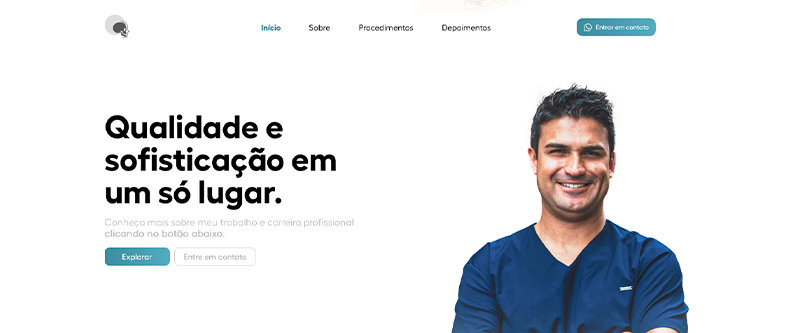 Início Sobre Procedimentos Depoimentos Entrar em contato
Qualidade e
sofisticação em
um só lugar.
Conheça mais sobre meu trabalho e carreira profissional
clicando no botão abaixo.
Explorar Entre em contato